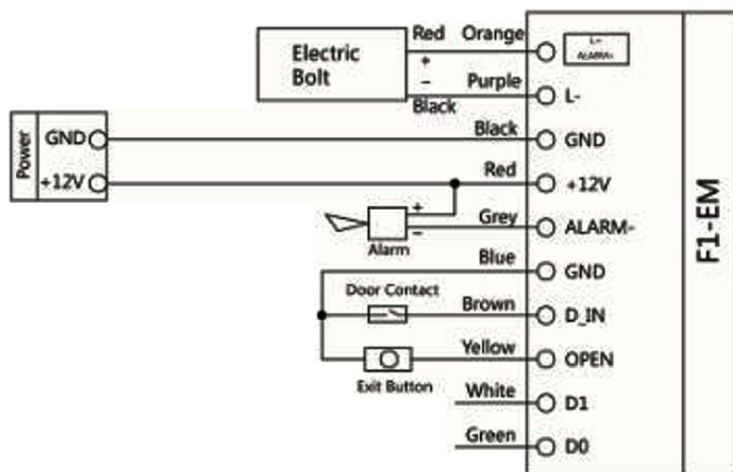 Electric
Bolt
Red Orange
+
L+
ALARM+
-
Purple
L-
Black
Power
GND
Black
GND
+12V
Red
+12V
+
-
Alarm
Grey
ALARM-
Blue
GND
Door Contact
Brown
D_IN
Yellow
OPEN
Exit Button
White
D1
Green
D0
F1-EM